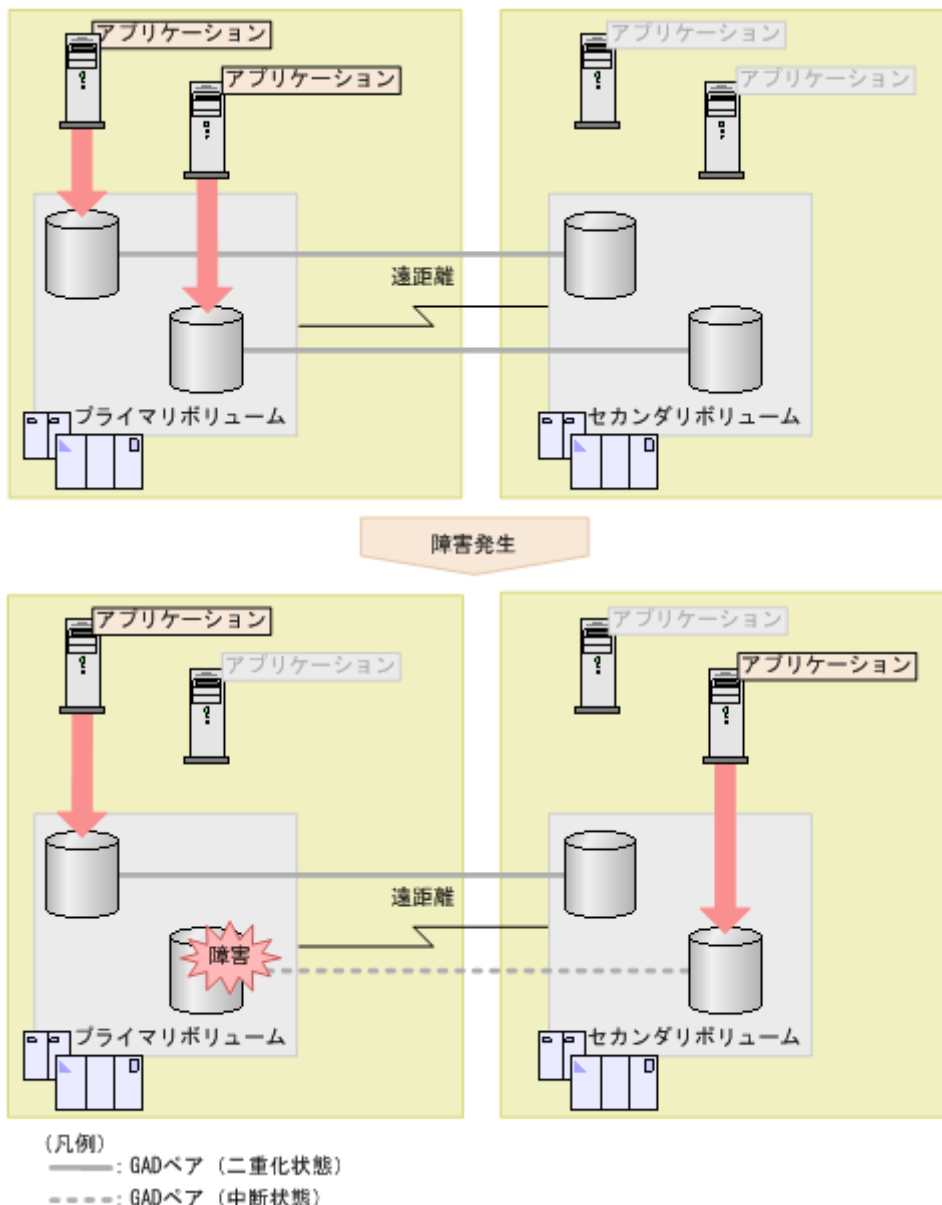 アプリケーション
アプリケーション
アプリケーション
アプリケーション
遠距離
プライマリボリューム
セカンダリボリューム
障害発生
アプリケーション
アプリケーション
アプリケーション
アプリケーション
遠距離
障害
プライマリボリューム
セカンダリボリューム
(凡例)
: GADペア (二重化状態)
: GADペア (中断状態)